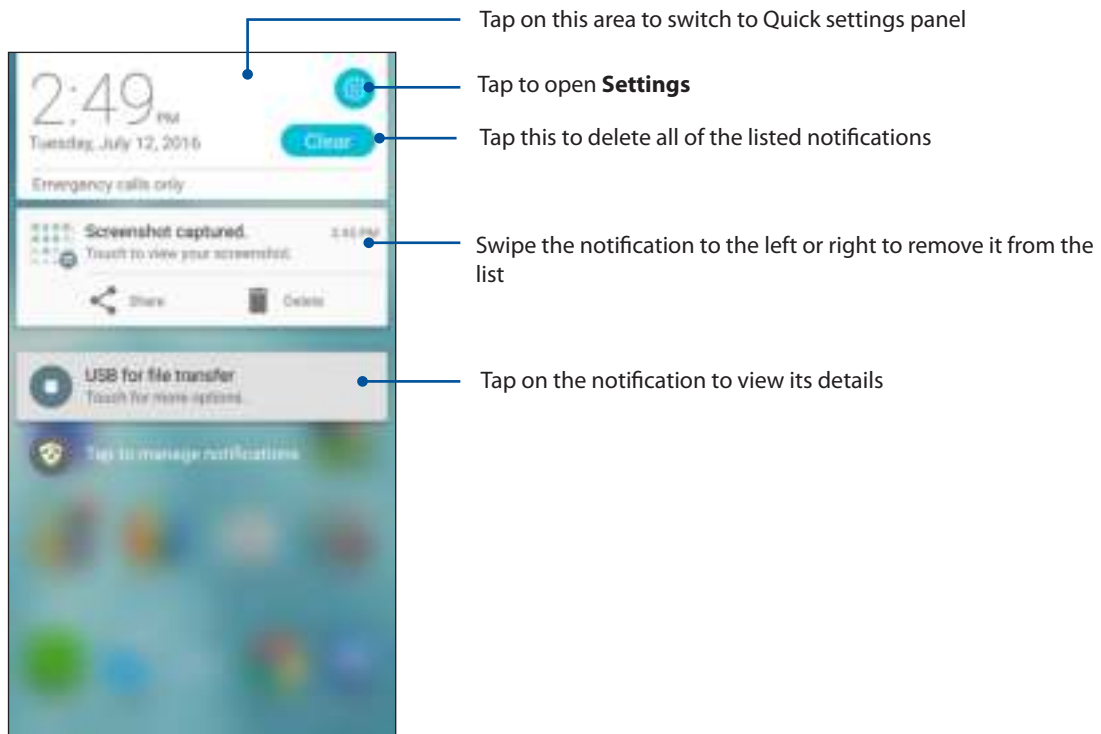 Tap on this area to switch to Quick settings panel
2:49 PM
Tap to open Settings
Tuesday, July 12, 2016
Clear
Tap this to delete all of the listed notifications
Emergency calls only
Screenshot captured.
Touch to view your screenshot.
Swipe the notification to the left or right to remove it from the
list
Share
Delete
USB for file transfer
Touch for more options.
Tap on the notification to view its details
Tap to manage notifications